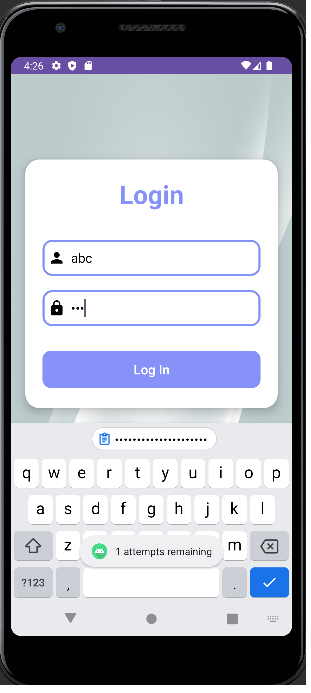 4:26
Login
abc
•••
Log In
•••••••••••••••••••••
q w e r t y u i o p
a s d f g h j k l
z m
1 attempts remaining
?123 , .